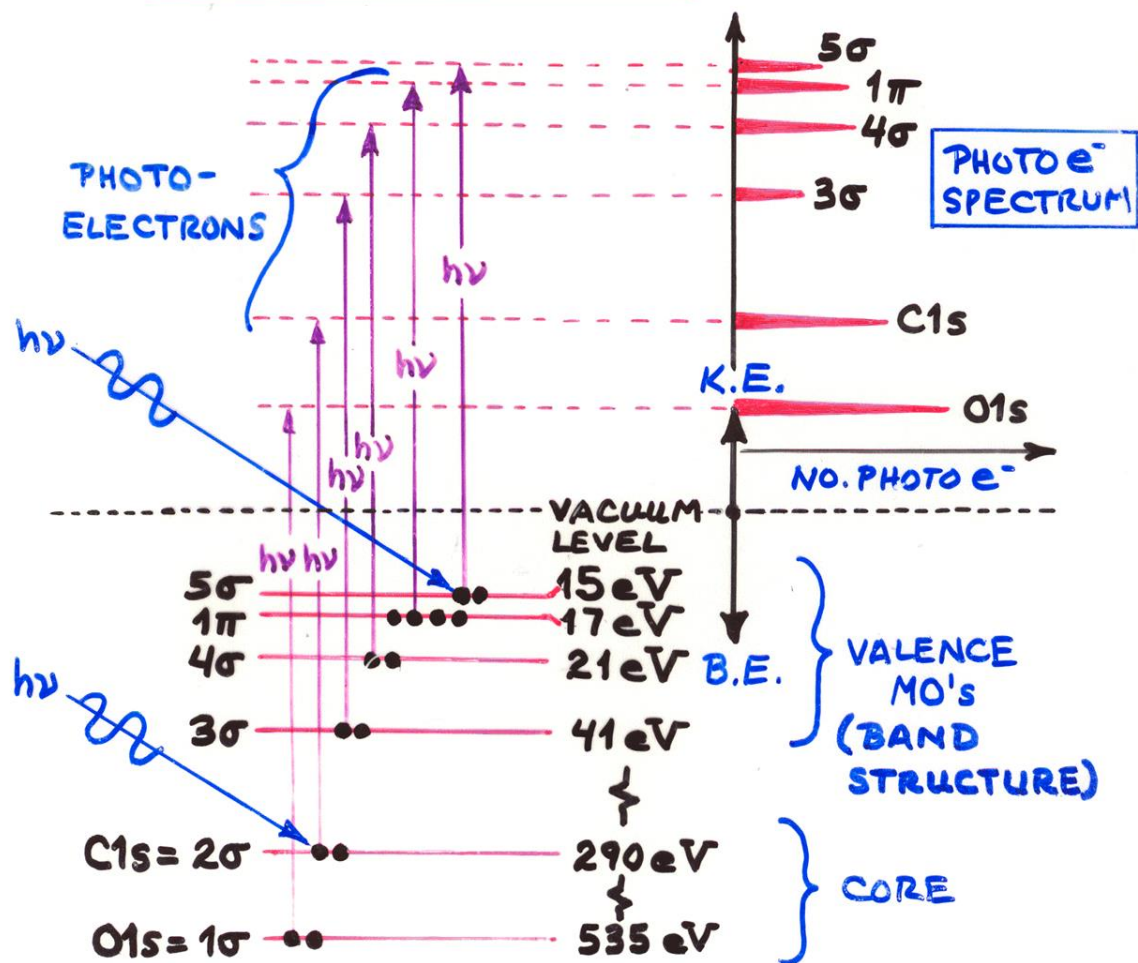 5σ
1π
4σ
3σ
C1s
O1s
PHOTO e⁻
SPECTRUM
PHOTO-
ELECTRONS
hν
hν
hν
hν
hν
hν
hν
hν
K.E.
NO. PHOTO e⁻
VACUUM
LEVEL
5σ 15 eV
1π 17 eV
4σ 21 eV
B.E.
3σ 41 eV
VALENCE
MO'S
(BAND
STRUCTURE)
C1s = 2σ 290 eV
O1s = 1σ 535 eV
CORE